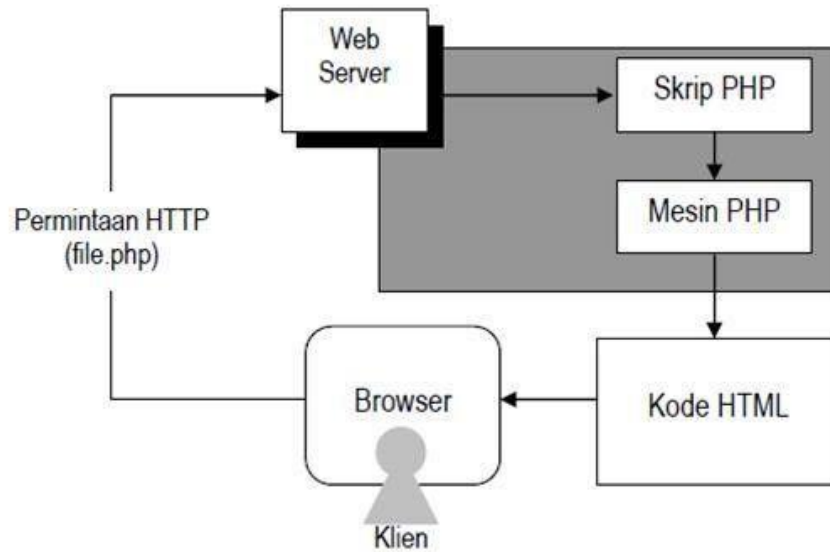 Web
Server
Skrip PHP
Mesin PHP
Permintaan HTTP
(file.php)
Browser
Kode HTML
Klien